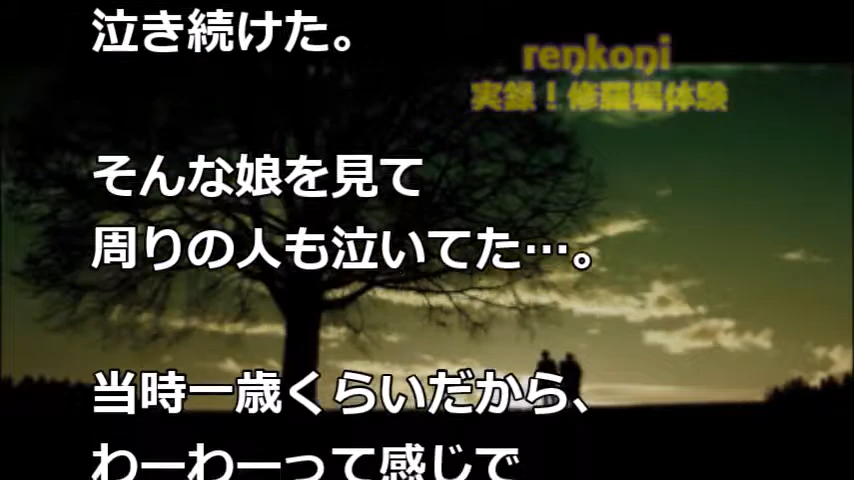 泣き続けた。
renkoni
実録！修羅場体験
そんな娘を見て
周りの人も泣いてた…。
当時一歳くらいだから、
わーわーって感じで